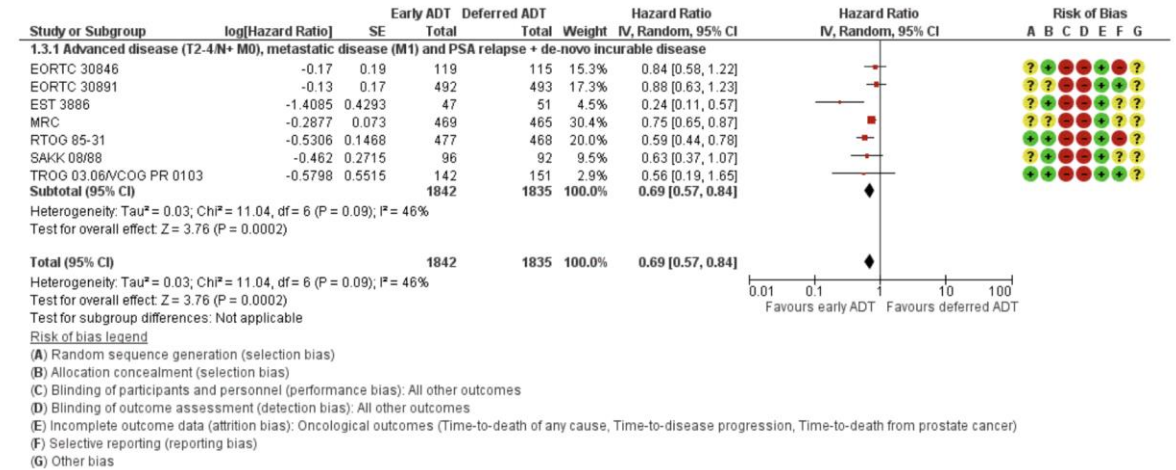 Early ADT Deferred ADT Hazard Ratio Hazard Ratio Risk of Bias
Study or Subgroup log[Hazard Ratio] SE Total Total Weight IV, Random, 95% CI IV, Random, 95% CI A B C D E F G
1.3.1 Advanced disease (T2-4/N+ M0), metastatic disease (M1) and PSA relapse + de-novo incurable disease
EORTC 30846 -0.17 0.19 119 115 15.3% 0.84 [0.58, 1.22] ? + - - + - ?
EORTC 30891 -0.13 0.17 492 493 17.3% 0.88 [0.63, 1.23] ? ? - - + + ?
EST 3886 -1.4085 0.4293 47 51 4.5% 0.24 [0.11, 0.57] ? + - - + ? ?
MRC -0.2877 0.073 469 465 30.4% 0.75 [0.65, 0.87] ? ? - - + ? ?
RTOG 85-31 -0.5306 0.1468 477 468 20.0% 0.59 [0.44, 0.78] + + - - + - ?
SAKK 08/88 -0.462 0.2715 96 92 9.5% 0.63 [0.37, 1.07] ? + - - + ? ?
TROG 03.06/VCOG PR 0103 -0.5798 0.5515 142 151 2.9% 0.56 [0.19, 1.65] + + - - + + ?
Subtotal (95% CI) 1842 1835 100.0% 0.69 [0.57, 0.84]
Heterogeneity: Tau² = 0.03; Chi² = 11.04, df = 6 (P = 0.09); I² = 46%
Test for overall effect: Z = 3.76 (P = 0.0002)
Total (95% CI) 1842 1835 100.0% 0.69 [0.57, 0.84]
Heterogeneity: Tau² = 0.03; Chi² = 11.04, df = 6 (P = 0.09); I² = 46%
Test for overall effect: Z = 3.76 (P = 0.0002)
Test for subgroup differences: Not applicable
0.01 0.1 1 10 100
Favours early ADT Favours deferred ADT
Risk of bias legend
(A) Random sequence generation (selection bias)
(B) Allocation concealment (selection bias)
(C) Blinding of participants and personnel (performance bias): All other outcomes
(D) Blinding of outcome assessment (detection bias): All other outcomes
(E) Incomplete outcome data (attrition bias): Oncological outcomes (Time-to-death of any cause, Time-to-disease progression, Time-to-death from prostate cancer)
(F) Selective reporting (reporting bias)
(G) Other bias